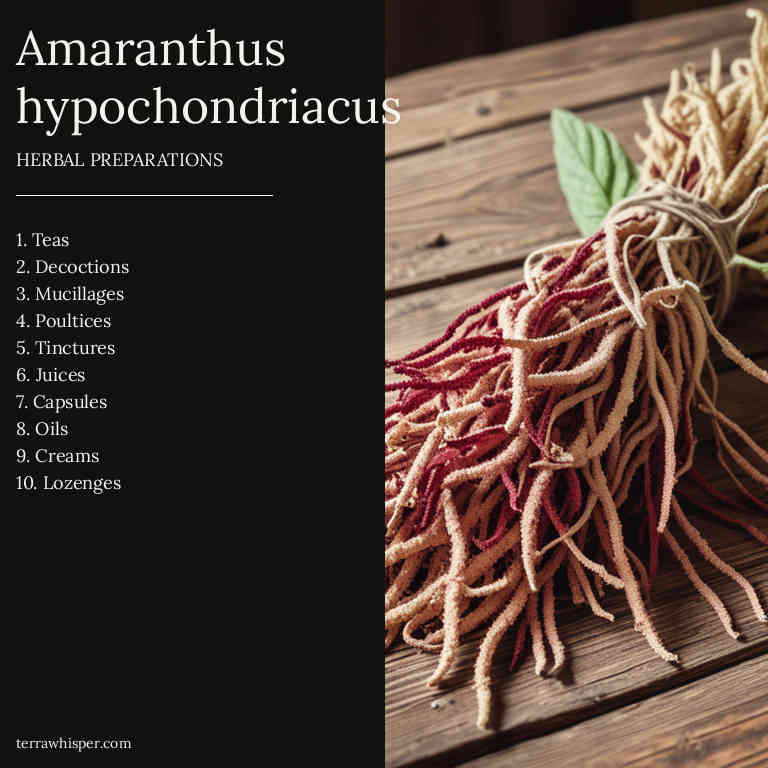 Amaranthus
hypochondriacus
HERBAL PREPARATIONS
1. Teas
2. Decoctions
3. Mucillages
4. Poultices
5. Tinctures
6. Juices
7. Capsules
8. Oils
9. Creams
10. Lozenges
terrawhisper.com